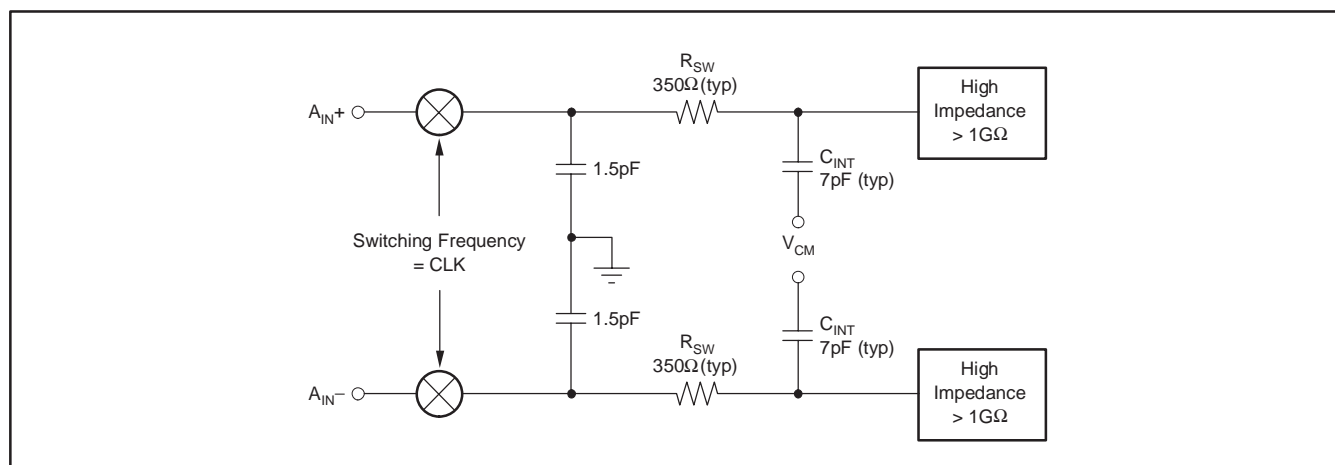 R_SW
350Ω (typ)
High
Impedance
> 1GΩ
A_IN+
1.5pF
C_INT
7pF (typ)
Switching Frequency
= CLK
V_CM
1.5pF
C_INT
7pF (typ)
R_SW
350Ω (typ)
A_IN−
High
Impedance
> 1GΩ